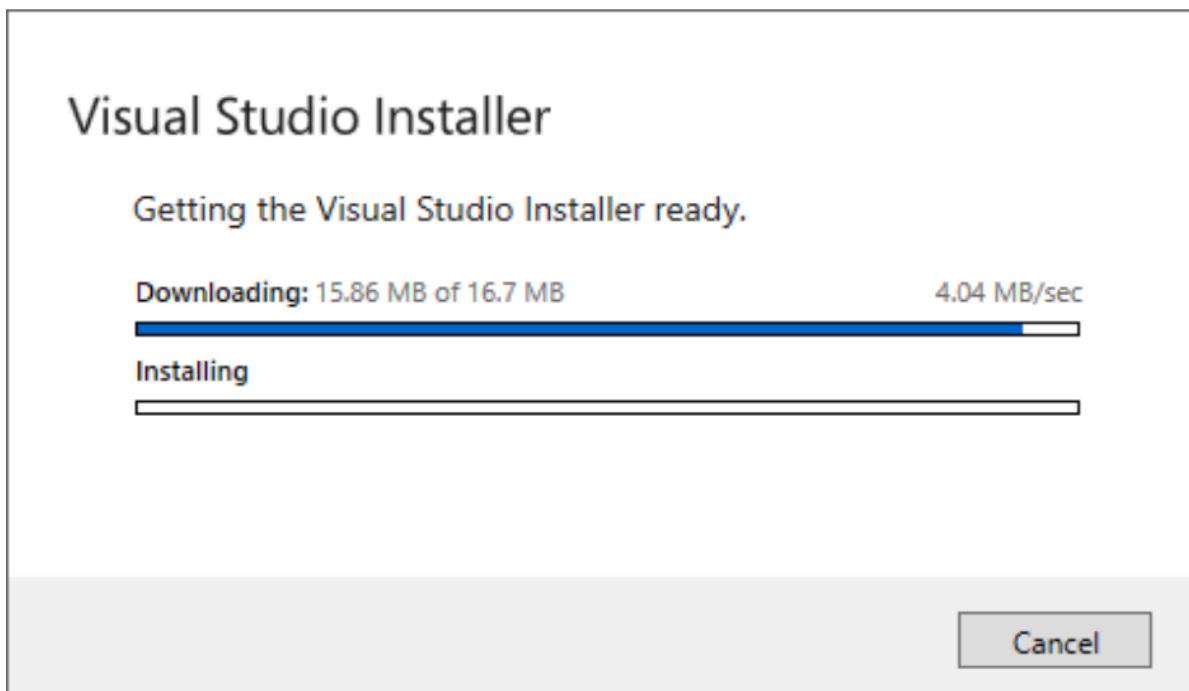 Visual Studio Installer
Getting the Visual Studio Installer ready.
Downloading: 15.86 MB of 16.7 MB 4.04 MB/sec
Installing
Cancel